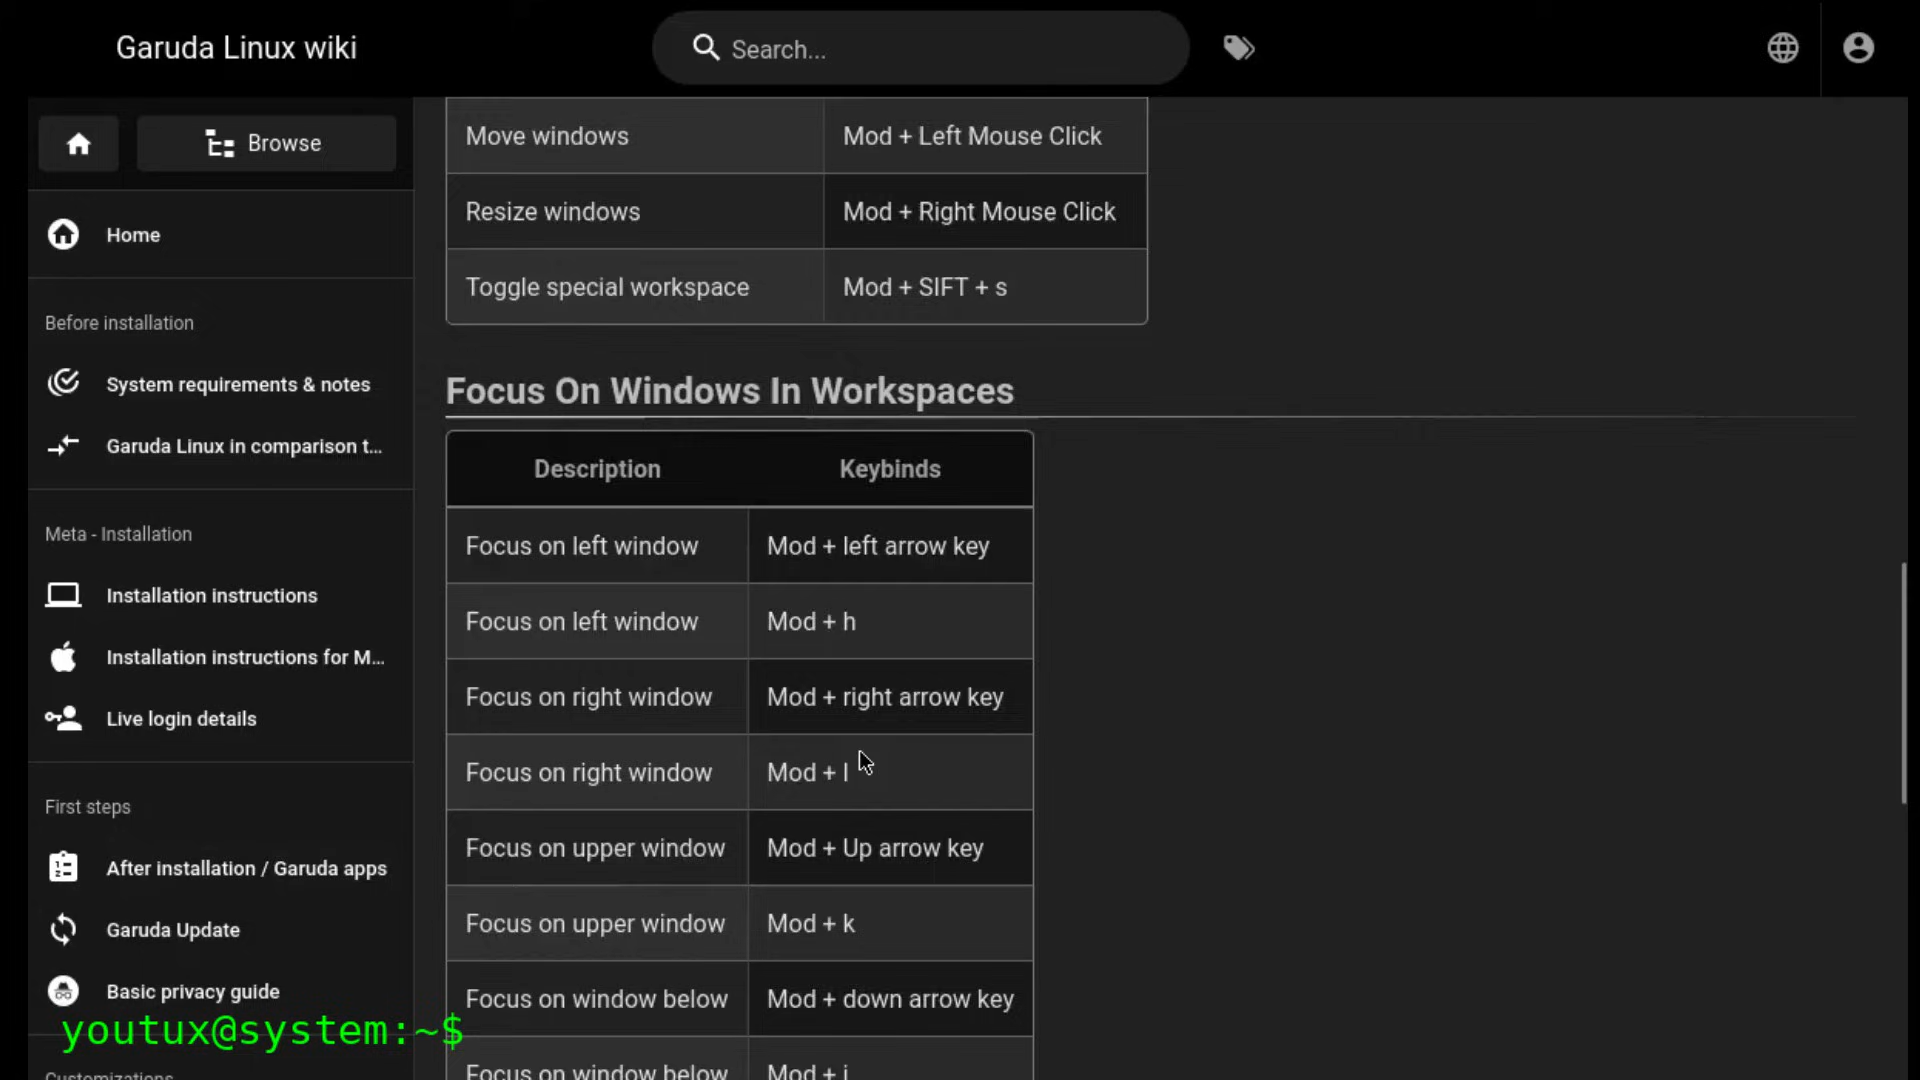 Garuda Linux wiki
Search...
Browse
Home
Before installation
System requirements & notes
Garuda Linux in comparison t...
Meta - Installation
Installation instructions
Installation instructions for M...
Live login details
First steps
After installation / Garuda apps
Garuda Update
Basic privacy guide
youtux@system:~$
Customizations
Move windows Mod + Left Mouse Click
Resize windows Mod + Right Mouse Click
Toggle special workspace Mod + SIFT + s
Focus On Windows In Workspaces
Description Keybinds
Focus on left window Mod + left arrow key
Focus on left window Mod + h
Focus on right window Mod + right arrow key
Focus on right window Mod + l
Focus on upper window Mod + Up arrow key
Focus on upper window Mod + k
Focus on window below Mod + down arrow key
Focus on window below Mod + j